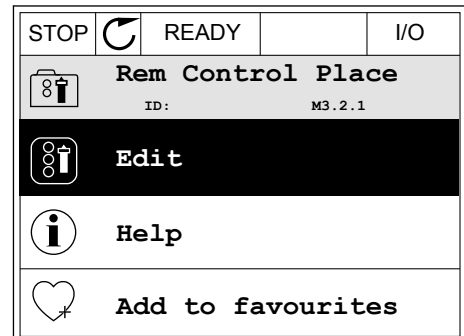 STOP READY I/O
Rem Control Place
ID: M3.2.1
Edit
Help
Add to favourites